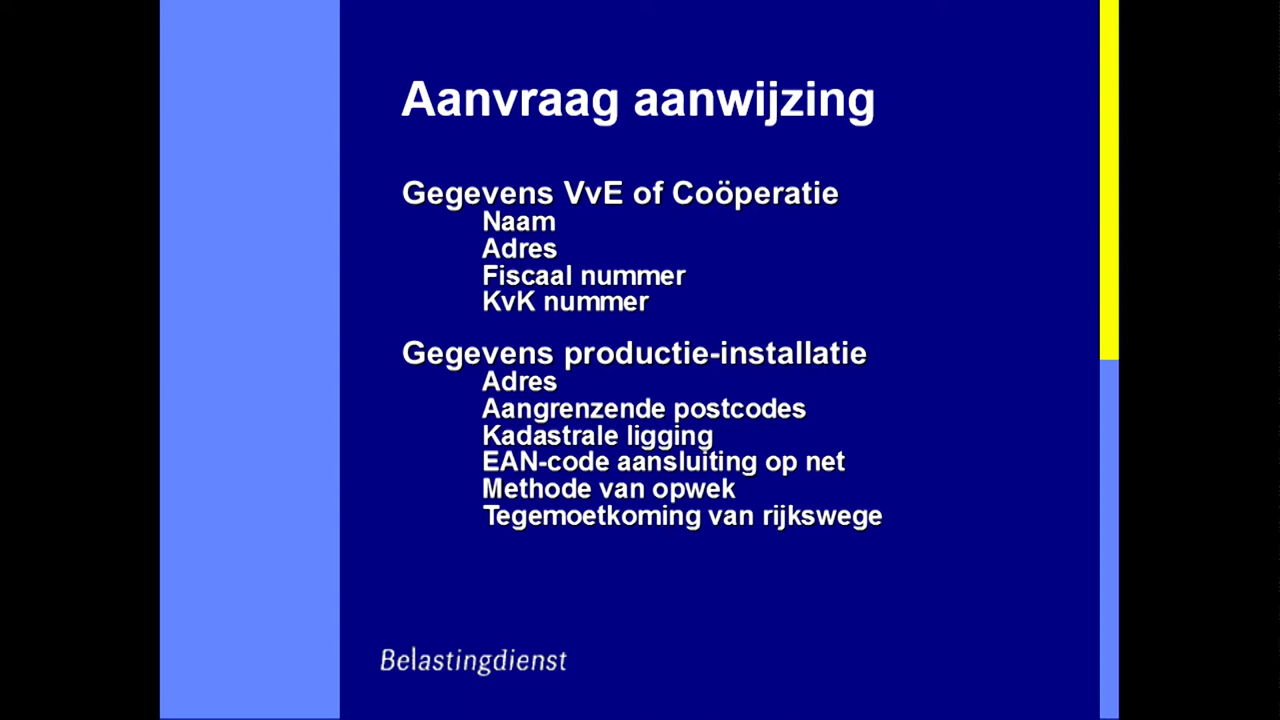 Aanvraag aanwijzing
Gegevens VvE of Coöperatie
Naam
Adres
Fiscaal nummer
KvK nummer
Gegevens productie-installatie
Adres
Aangrenzende postcodes
Kadastrale ligging
EAN-code aansluiting op net
Methode van opwek
Tegemoetkoming van rijkswege
Belastingdienst